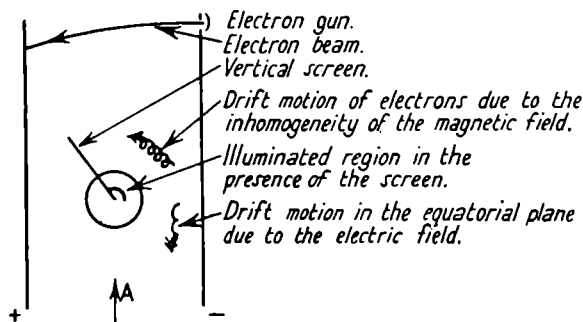 Electron gun.
Electron beam.
Vertical screen.
Drift motion of electrons due to the
inhomogeneity of the magnetic field.
Illuminated region in the
presence of the screen.
Drift motion in the equatorial plane
due to the electric field.
A
+ −